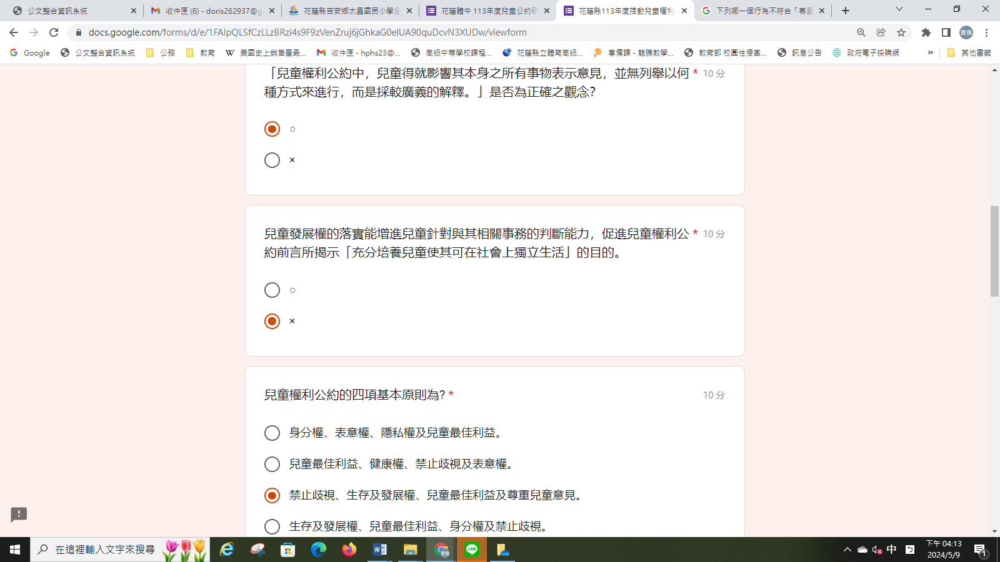 公文整合資訊系統
收件匣 (6) - doris262937@g
花蓮縣吉安鄉太昌國民小學全
花蓮體中 113年度兒童公約研
花蓮縣113年度推動兒童權利
下列哪一個行為不符合「尊重
docs.google.com/forms/d/e/1FAIpQLSfCzLLzBRzi4s9F9zVenZruj6jGhkaG0eIUA90quDcvN3XUDw/viewform
寶儀
Google
公文整合資訊系統
公務
教育
W 美國史上銷售量最...
收件匣 - hphs23@...
高級中等學校課程...
花蓮縣立體育高級...
享備課 - 龍騰教學...
教育部 校園性侵害...
訊息公告
政府電子採購網
»
其他書籤
「兒童權利公約中，兒童得就影響其本身之所有事物表示意見，並無列舉以何 * 10 分
種方式來進行，而是採較廣義的解釋。」是否為正確之觀念?
○
×
兒童發展權的落實能增進兒童針對與其相關事務的判斷能力，促進兒童權利公 * 10 分
約前言所揭示「充分培養兒童使其可在社會上獨立生活」的目的。
○
×
兒童權利公約的四項基本原則為? * 10 分
身分權、表意權、隱私權及兒童最佳利益。
兒童最佳利益、健康權、禁止歧視及表意權。
禁止歧視、生存及發展權、兒童最佳利益及尊重兒童意見。
生存及發展權、兒童最佳利益、身分權及禁止歧視。
在這裡輸入文字來搜尋
LINE
中
ㄅ
下午 04:13
2024/5/9
1